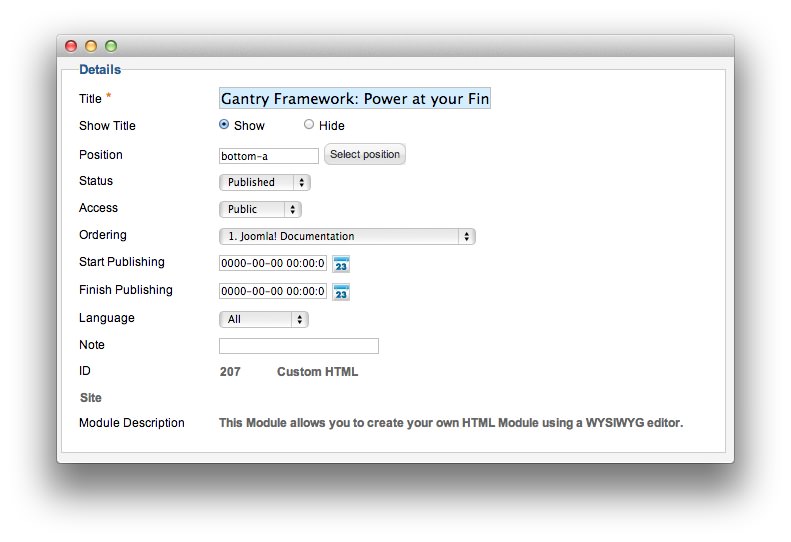 Details
Title * Gantry Framework: Power at your Fin
Show Title Show Hide
Position bottom-a Select position
Status Published
Access Public
Ordering 1. Joomla! Documentation
Start Publishing 0000-00-00 00:00:0 23
Finish Publishing 0000-00-00 00:00:0 23
Language All
Note
ID 207 Custom HTML
Site
Module Description This Module allows you to create your own HTML Module using a WYSIWYG editor.